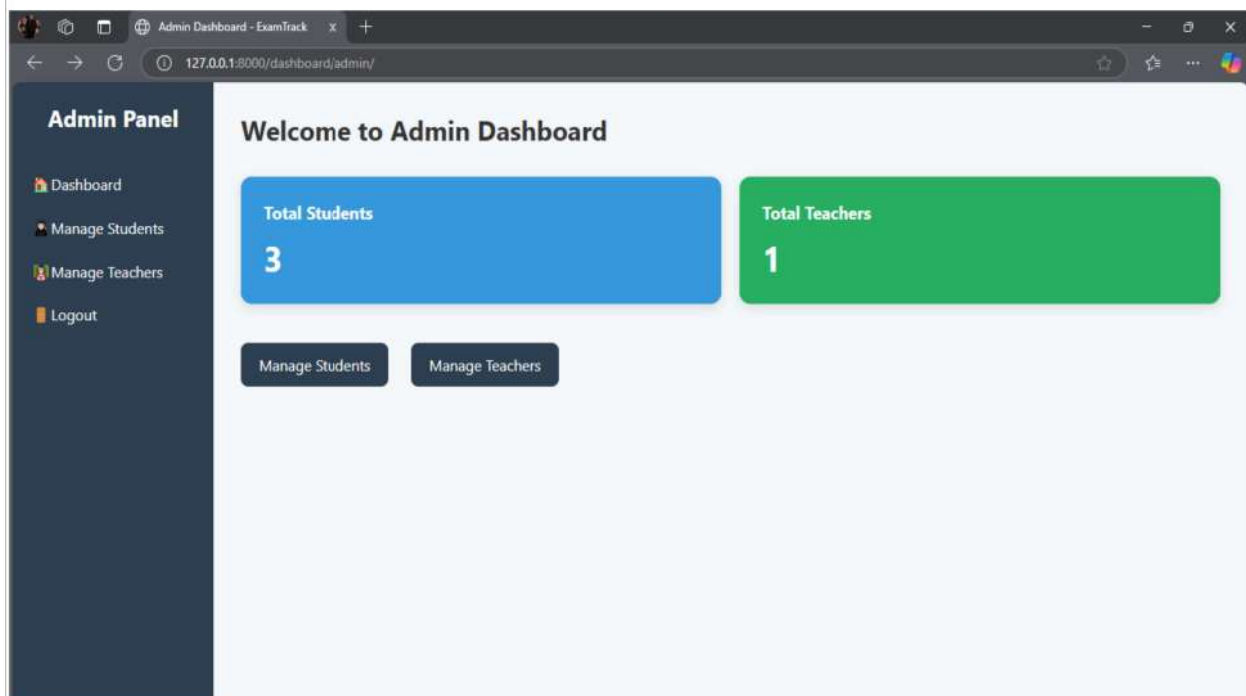 Admin Dashboard - ExamTrack
127.0.0.1:8000/dashboard/admin/
Admin Panel
Dashboard
Manage Students
Manage Teachers
Logout
Welcome to Admin Dashboard
Total Students
3
Total Teachers
1
Manage Students
Manage Teachers